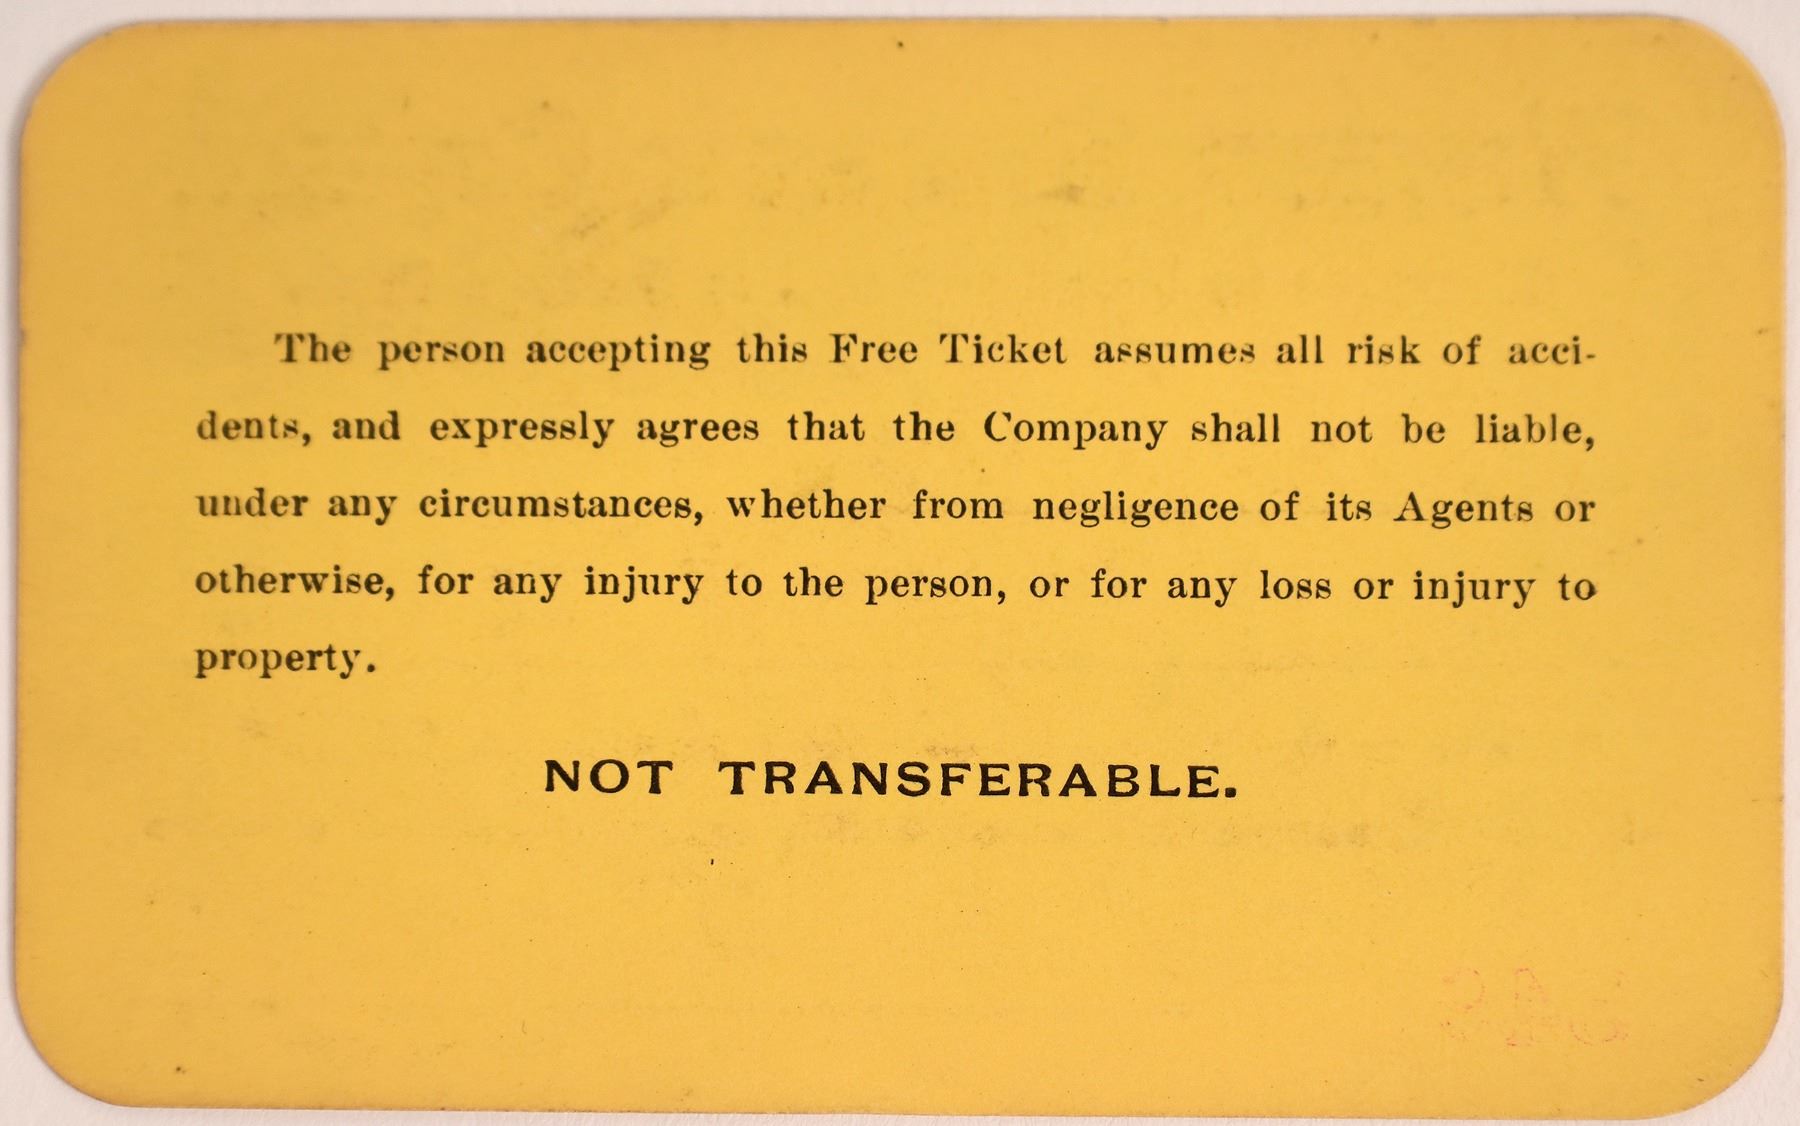 The person accepting this Free Ticket assumes all risk of acci-
dents, and expressly agrees that the Company shall not be liable,
under any circumstances, whether from negligence of its Agents or
otherwise, for any injury to the person, or for any loss or injury to
property.
NOT TRANSFERABLE.